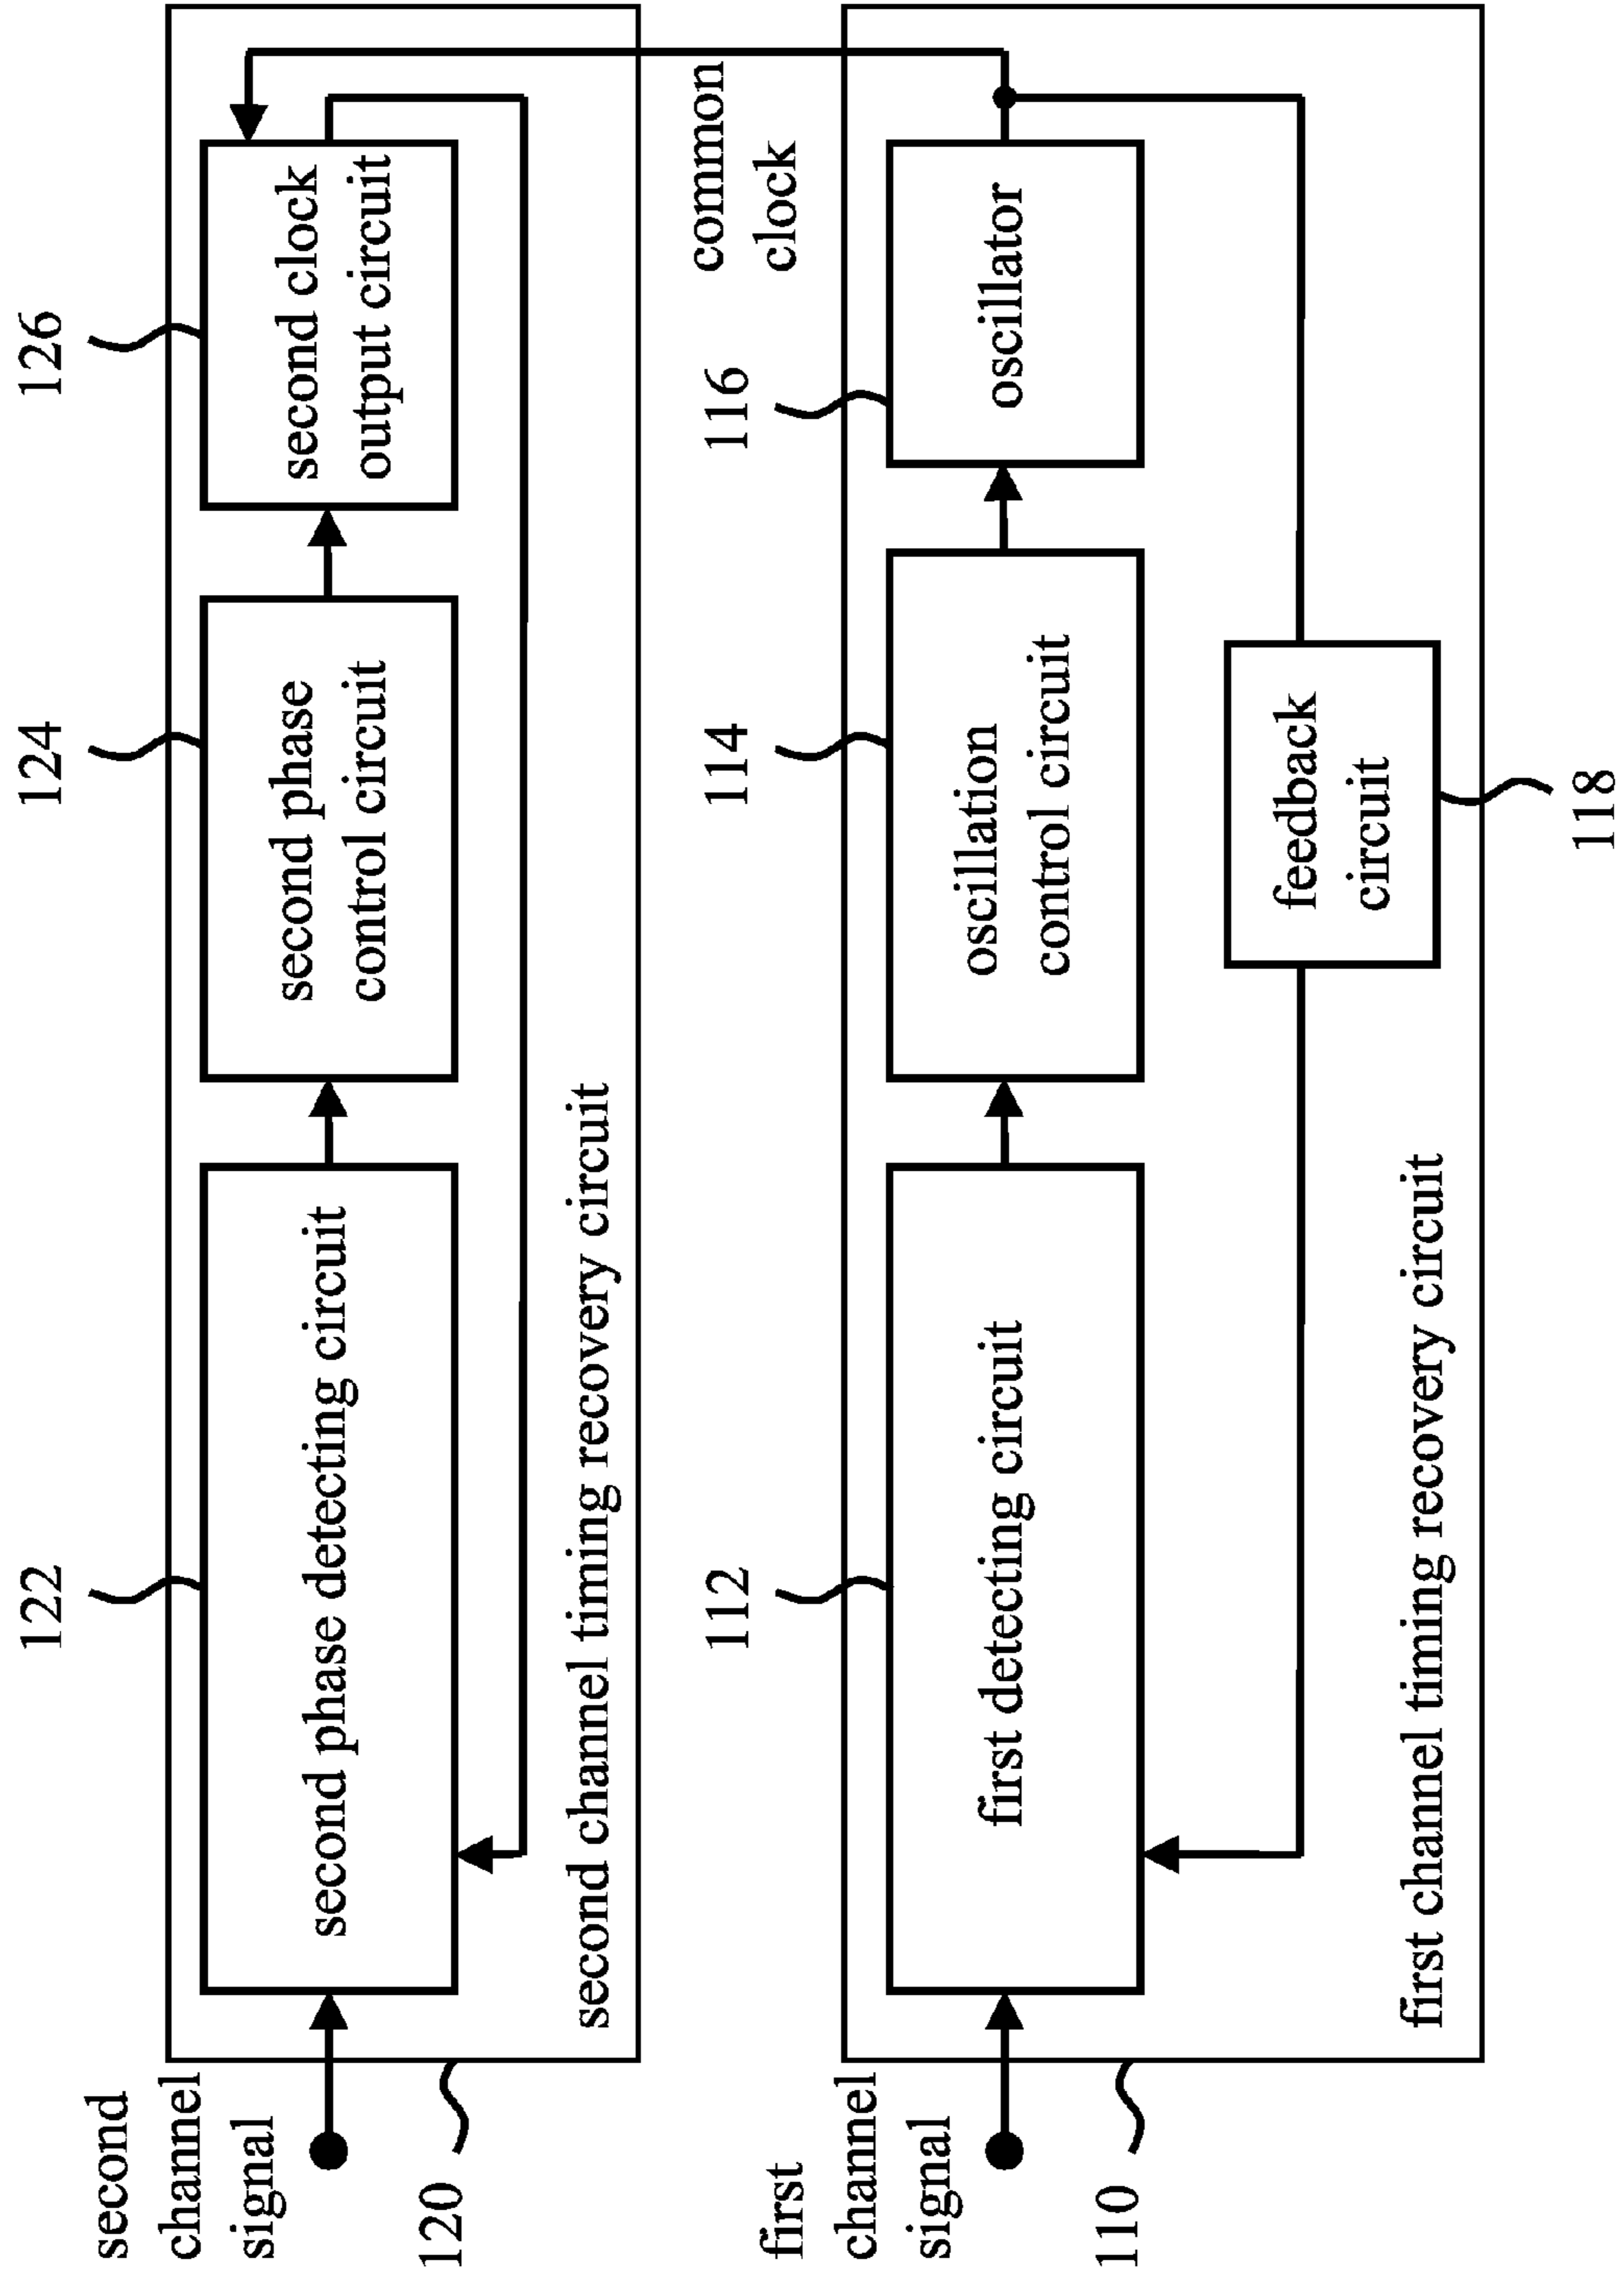 second
channel
signal
120
122
second phase detecting circuit
124
second phase
control circuit
126
second clock
output circuit
second channel timing recovery circuit
common
clock
first
channel
signal
110
112
first detecting circuit
114
oscillation
control circuit
116
oscillator
feedback
circuit
118
first channel timing recovery circuit